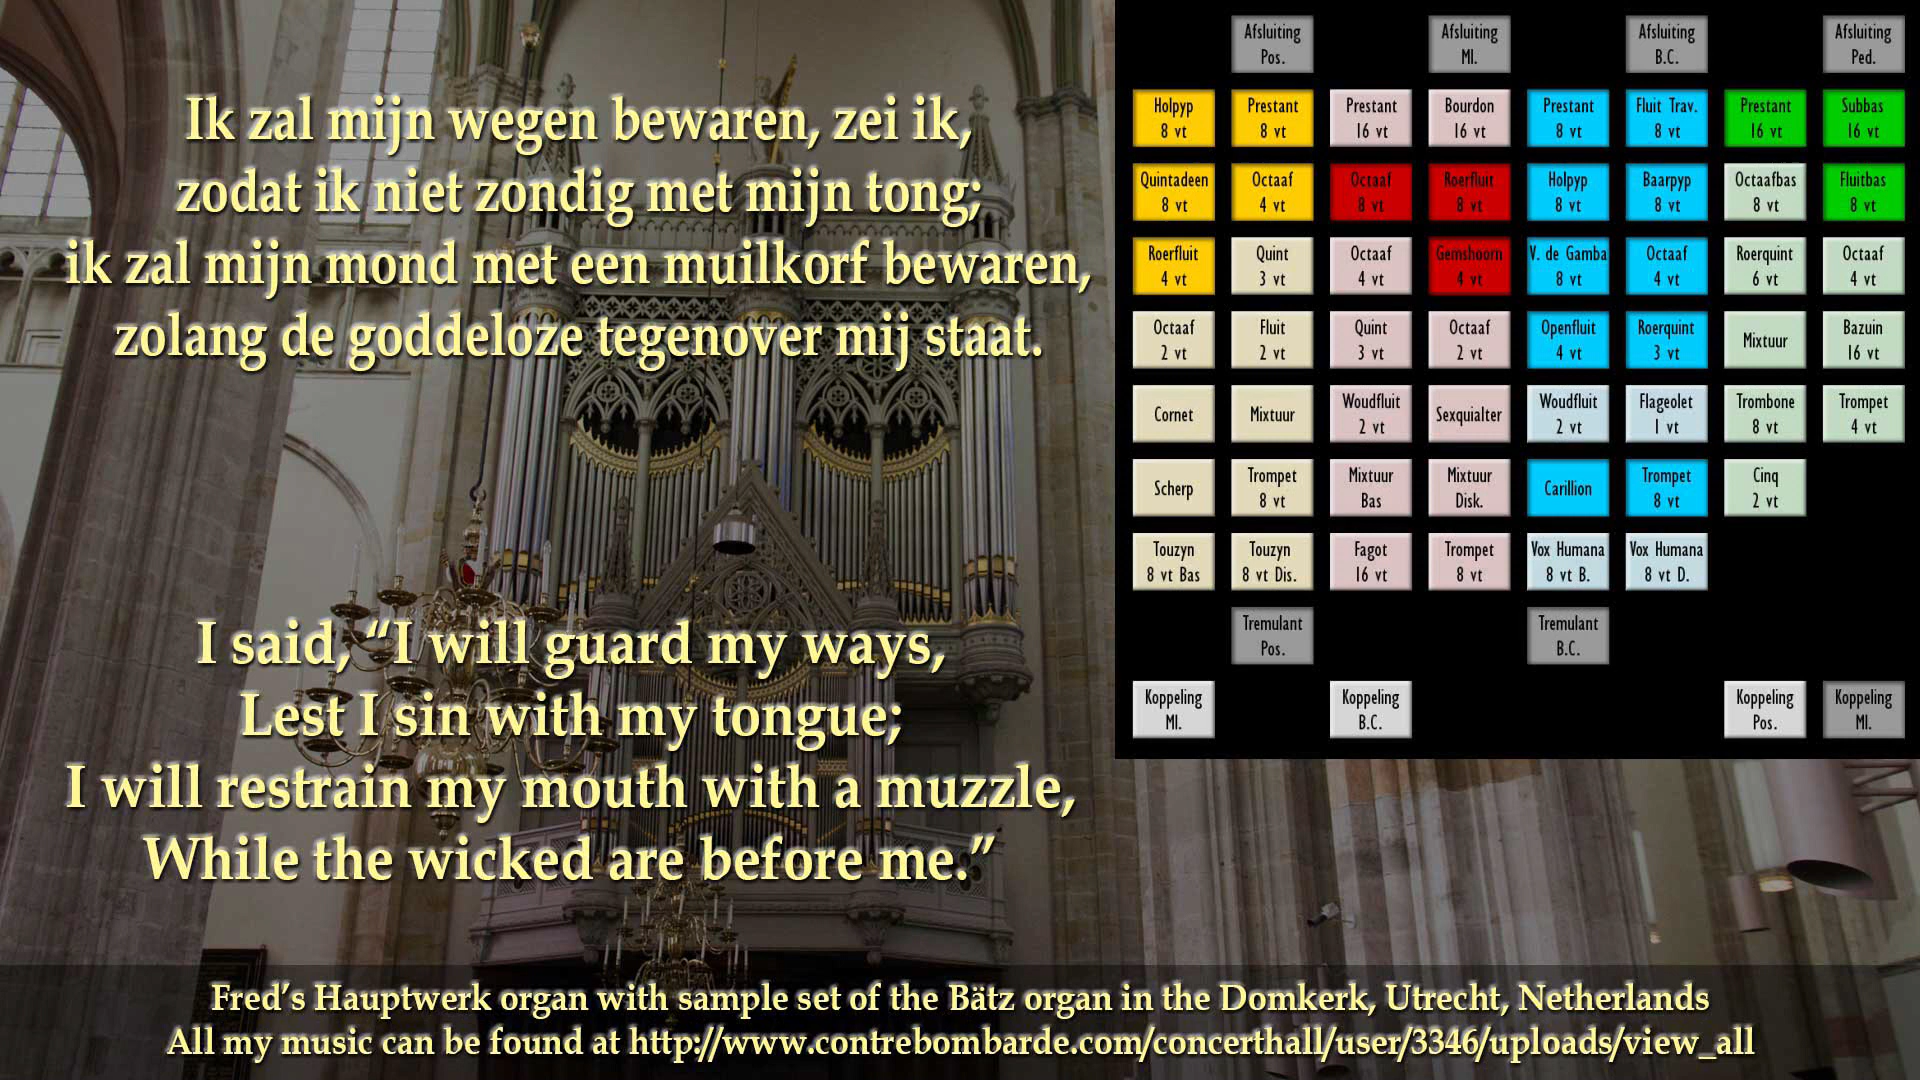 Ik zal mijn wegen bewaren, zei ik,
zodat ik niet zondig met mijn tong;
ik zal mijn mond met een muilkorf bewaren,
zolang de goddeloze tegenover mij staat.
I said, “I will guard my ways,
Lest I sin with my tongue;
I will restrain my mouth with a muzzle,
While the wicked are before me.”
Afsluiting Pos.
Afsluiting Ml.
Afsluiting B.C.
Afsluiting Ped.
Holpyp 8 vt
Prestant 8 vt
Prestant 16 vt
Bourdon 16 vt
Prestant 8 vt
Fluit Trav. 8 vt
Prestant 16 vt
Subbas 16 vt
Quintadeen 8 vt
Octaaf 4 vt
Octaaf 8 vt
Roerfluit 8 vt
Holpyp 8 vt
Baarpyp 8 vt
Octaafbas 8 vt
Fluitbas 8 vt
Roerfluit 4 vt
Quint 3 vt
Octaaf 4 vt
Gemshoorn 4 vt
V. de Gamba 8 vt
Octaaf 4 vt
Roerquint 6 vt
Octaaf 4 vt
Octaaf 2 vt
Fluit 2 vt
Quint 3 vt
Octaaf 2 vt
Openfluit 4 vt
Roerquint 3 vt
Mixtuur
Bazuin 16 vt
Cornet
Mixtuur
Woudfluit 2 vt
Sexquialter
Woudfluit 2 vt
Flageolet 1 vt
Trombone 8 vt
Trompet 4 vt
Scherp
Trompet 8 vt
Mixtuur Bas
Mixtuur Disk.
Carillion
Trompet 8 vt
Cinq 2 vt
Touzyn 8 vt Bas
Touzyn 8 vt Dis.
Fagot 16 vt
Trompet 8 vt
Vox Humana 8 vt B.
Vox Humana 8 vt D.
Tremulant Pos.
Tremulant B.C.
Koppeling Ml.
Koppeling B.C.
Koppeling Pos.
Koppeling Ml.
Fred’s Hauptwerk organ with sample set of the Bätz organ in the Domkerk, Utrecht, Netherlands
All my music can be found at http://www.contrebombarde.com/concerthall/user/3346/uploads/view_all